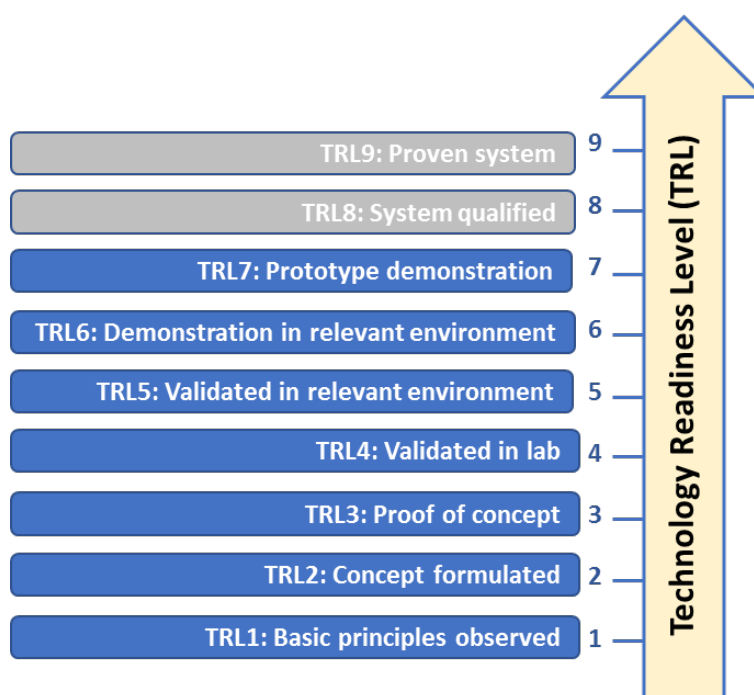 TRL9: Proven system
9
TRL8: System qualified
8
TRL7: Prototype demonstration
7
TRL6: Demonstration in relevant environment
6
TRL5: Validated in relevant environment
5
TRL4: Validated in lab
4
TRL3: Proof of concept
3
TRL2: Concept formulated
2
TRL1: Basic principles observed
1
Technology Readiness Level (TRL)